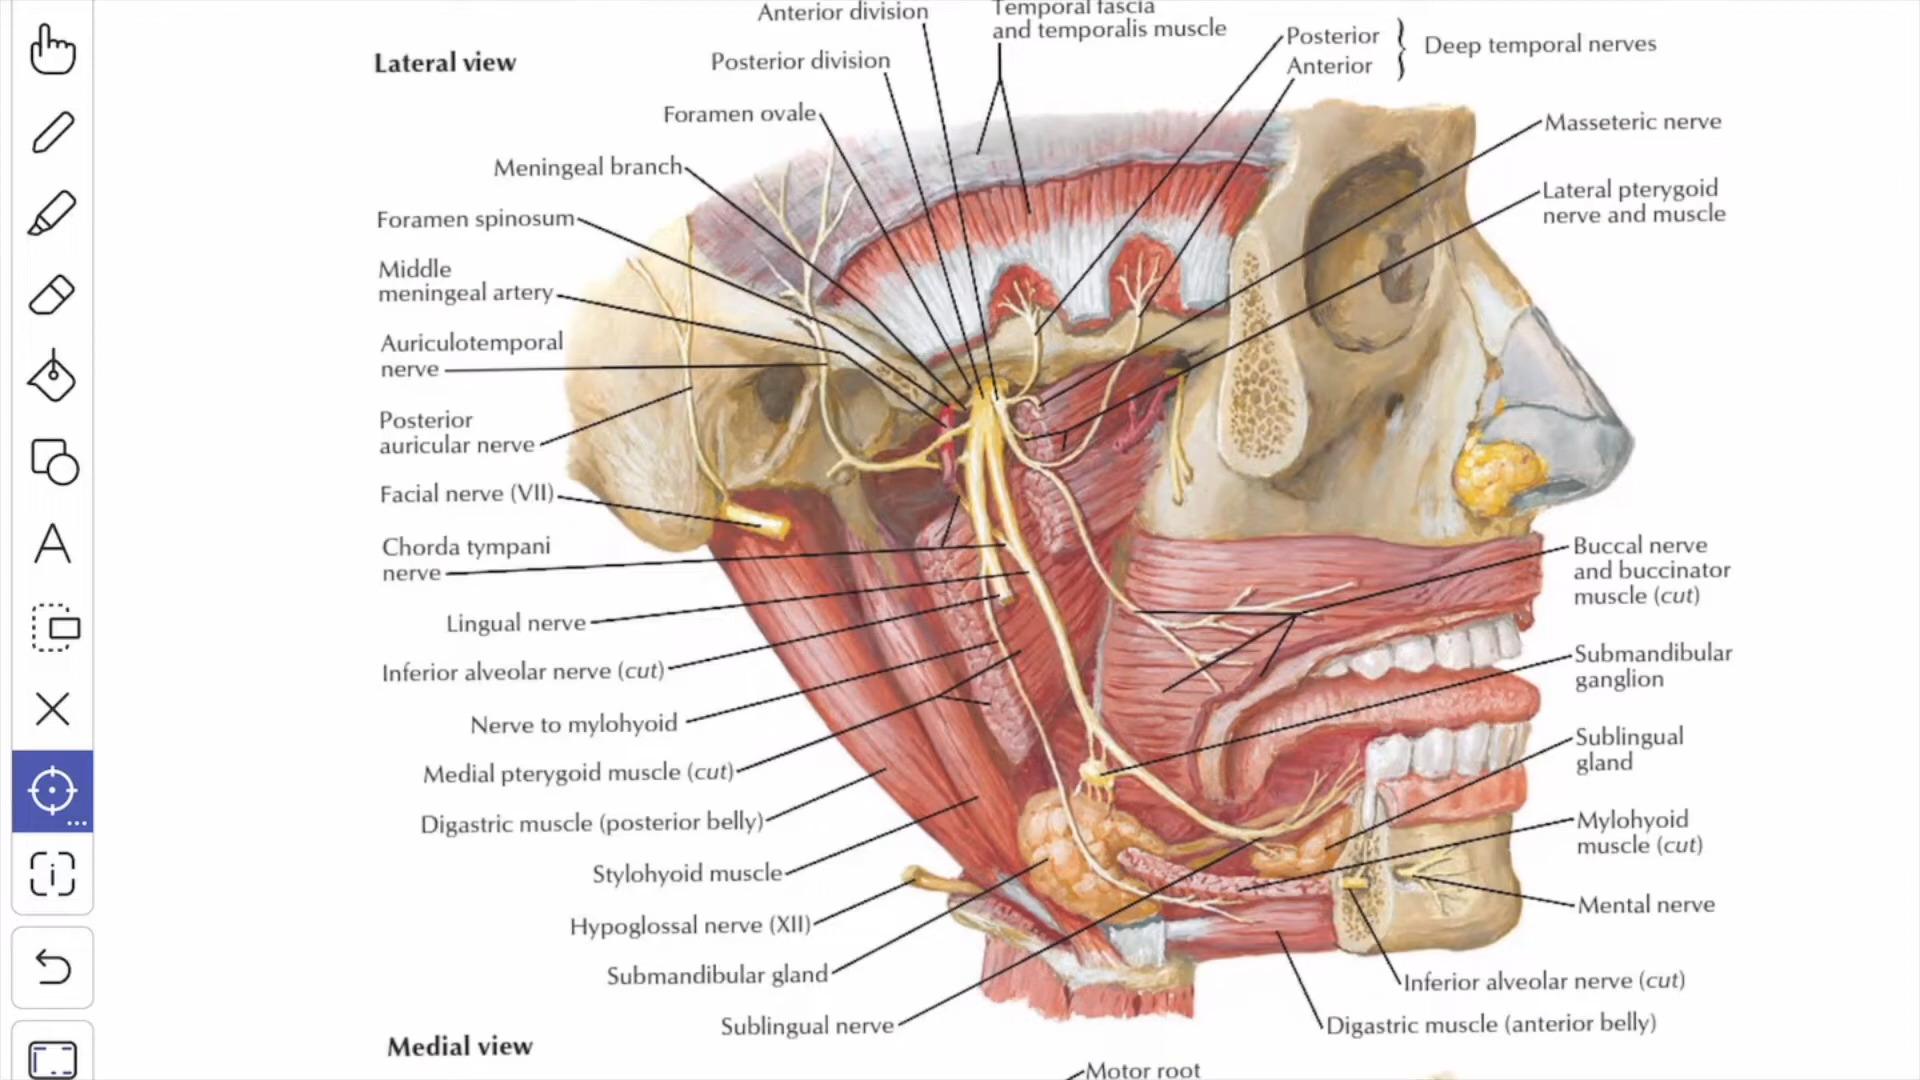 Anterior division
Temporal fascia
and temporalis muscle
Posterior
Anterior
Deep temporal nerves
Lateral view
Posterior division
Foramen ovale
Masseteric nerve
Meningeal branch
Lateral pterygoid
nerve and muscle
Foramen spinosum
Middle
meningeal artery
Auriculotemporal
nerve
Posterior
auricular nerve
Facial nerve (VII)
Chorda tympani
nerve
Buccal nerve
and buccinator
muscle (cut)
Lingual nerve
Inferior alveolar nerve (cut)
Submandibular
ganglion
Nerve to mylohyoid
Sublingual
gland
Medial pterygoid muscle (cut)
Digastric muscle (posterior belly)
Mylohyoid
muscle (cut)
Stylohyoid muscle
Mental nerve
Hypoglossal nerve (XII)
Submandibular gland
Inferior alveolar nerve (cut)
Sublingual nerve
Digastric muscle (anterior belly)
Medial view
Motor root